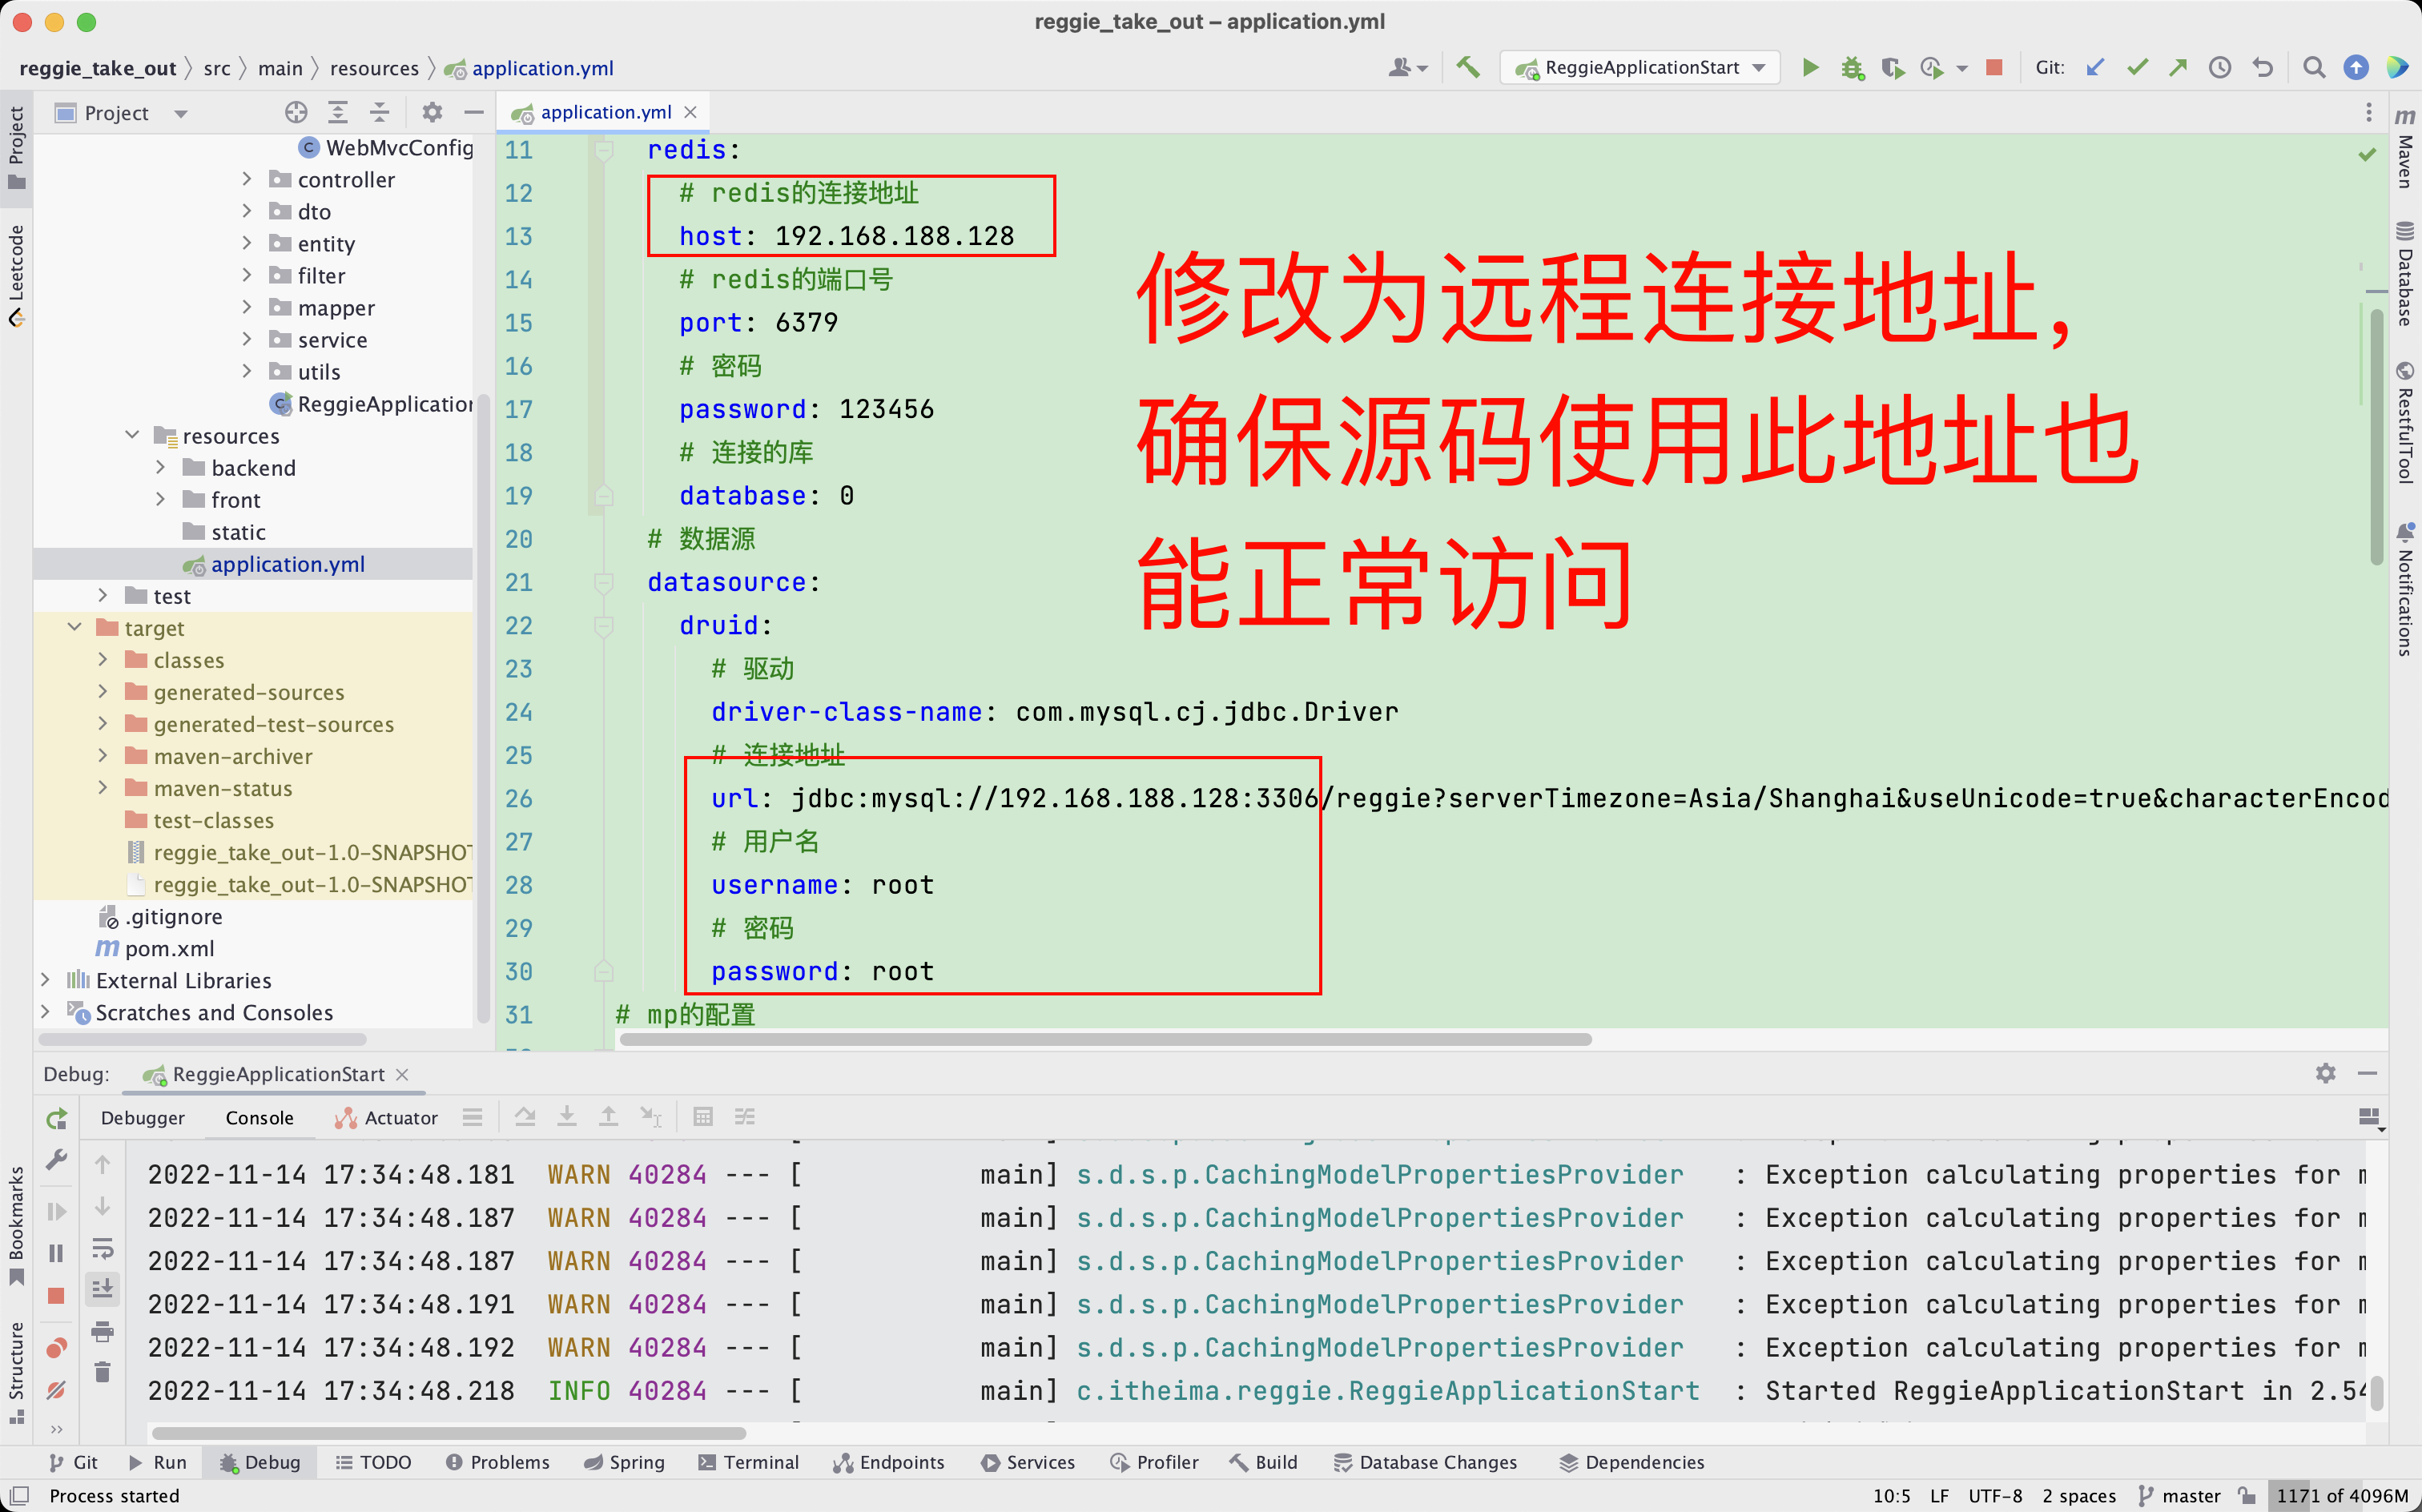 reggie_take_out – application.yml
reggie_take_out src main resources application.yml
ReggieApplicationStart Git:
Project
application.yml
Project
Leetcode
Bookmarks
Structure
WebMvcConfig
controller
dto
entity
filter
mapper
service
utils
ReggieApplication
resources
backend
front
static
application.yml
test
target
classes
generated-sources
generated-test-sources
maven-archiver
maven-status
test-classes
reggie_take_out-1.0-SNAPSHOT
reggie_take_out-1.0-SNAPSHOT
.gitignore
pom.xml
External Libraries
Scratches and Consoles
11 redis:
12 # redis的连接地址
13 host: 192.168.188.128
14 # redis的端口号
15 port: 6379
16 # 密码
17 password: 123456
18 # 连接的库
19 database: 0
20 # 数据源
21 datasource:
22 druid:
23 # 驱动
24 driver-class-name: com.mysql.cj.jdbc.Driver
25 # 连接地址
26 url: jdbc:mysql://192.168.188.128:3306/reggie?serverTimezone=Asia/Shanghai&useUnicode=true&characterEncod
27 # 用户名
28 username: root
29 # 密码
30 password: root
31 # mp的配置
修改为远程连接地址，
确保源码使用此地址也
能正常访问
Maven
Database
RestfulTool
Notifications
Debug: ReggieApplicationStart
Debugger Console Actuator
2022-11-14 17:34:48.181 WARN 40284 --- [ main] s.d.s.p.CachingModelPropertiesProvider : Exception calculating properties for m
2022-11-14 17:34:48.187 WARN 40284 --- [ main] s.d.s.p.CachingModelPropertiesProvider : Exception calculating properties for m
2022-11-14 17:34:48.187 WARN 40284 --- [ main] s.d.s.p.CachingModelPropertiesProvider : Exception calculating properties for m
2022-11-14 17:34:48.191 WARN 40284 --- [ main] s.d.s.p.CachingModelPropertiesProvider : Exception calculating properties for m
2022-11-14 17:34:48.192 WARN 40284 --- [ main] s.d.s.p.CachingModelPropertiesProvider : Exception calculating properties for m
2022-11-14 17:34:48.218 INFO 40284 --- [ main] c.itheima.reggie.ReggieApplicationStart : Started ReggieApplicationStart in 2.54
Git Run Debug TODO Problems Spring Terminal Endpoints Services Profiler Build Database Changes Dependencies
Process started 10:5 LF UTF-8 2 spaces master 1171 of 4096M